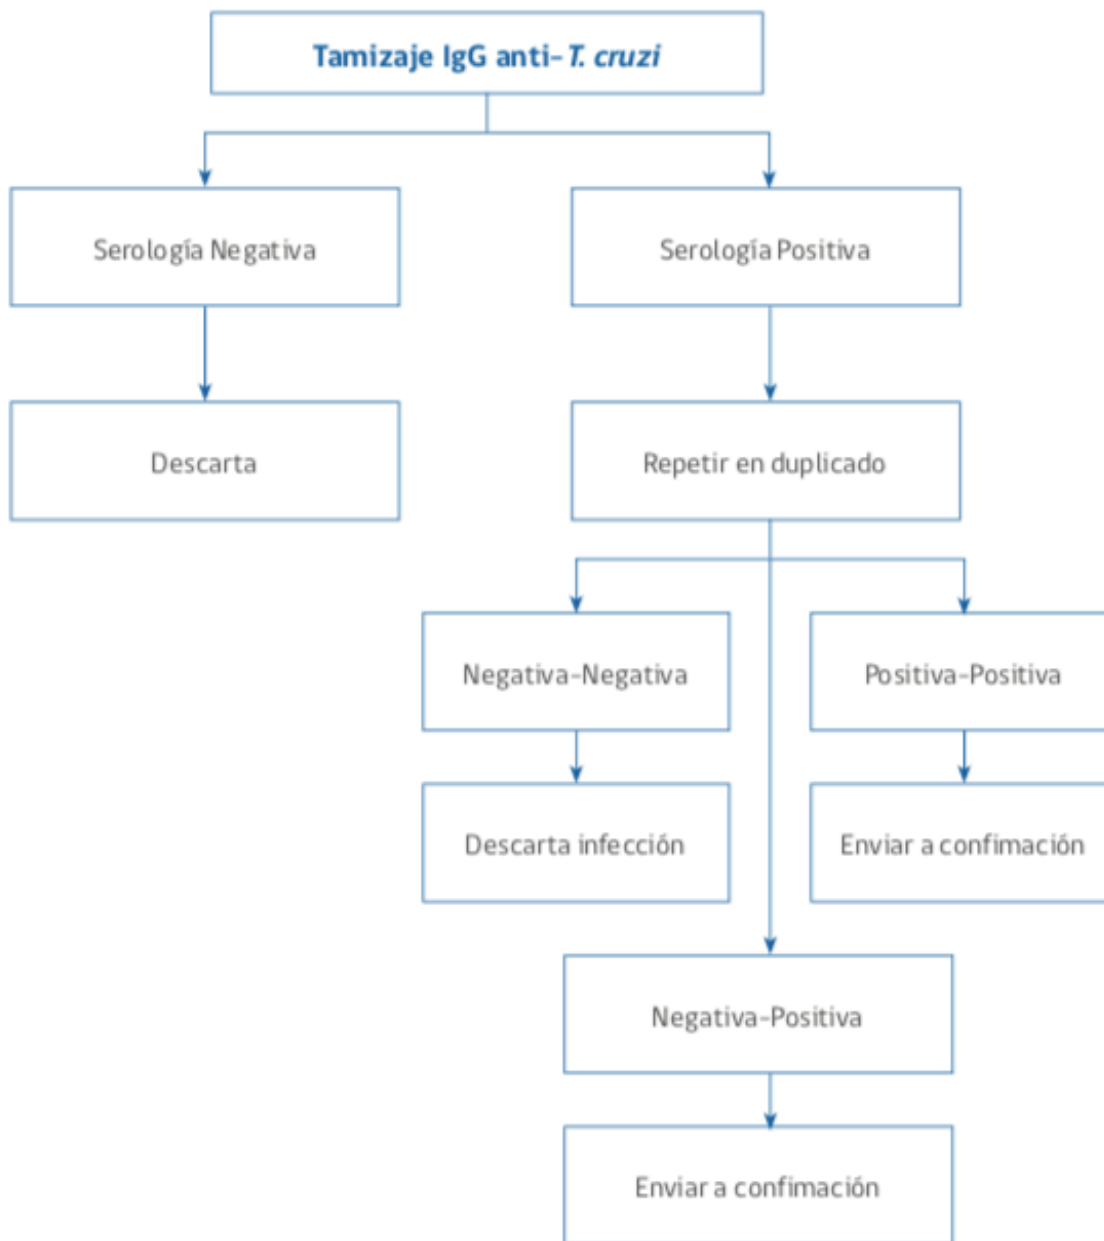 Tamizaje IgG anti-T. cruzi
Serología Negativa
Serología Positiva
Descarta
Repetir en duplicado
Negativa-Negativa
Positiva-Positiva
Descarta infección
Enviar a confimación
Negativa-Positiva
Enviar a confimación